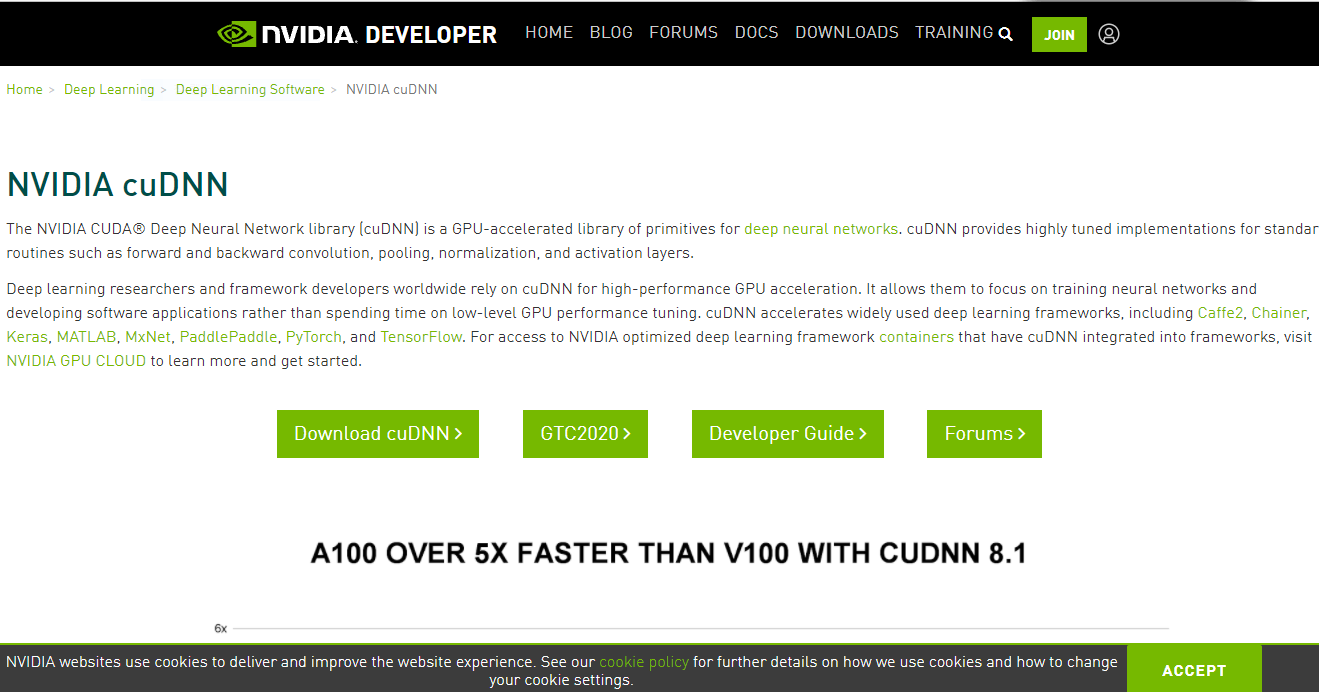 NVIDIA. DEVELOPER HOME BLOG FORUMS DOCS DOWNLOADS TRAINING JOIN
Home > Deep Learning > Deep Learning Software > NVIDIA cuDNN
NVIDIA cuDNN
The NVIDIA CUDA® Deep Neural Network library (cuDNN) is a GPU-accelerated library of primitives for deep neural networks. cuDNN provides highly tuned implementations for standar
routines such as forward and backward convolution, pooling, normalization, and activation layers.
Deep learning researchers and framework developers worldwide rely on cuDNN for high-performance GPU acceleration. It allows them to focus on training neural networks and
developing software applications rather than spending time on low-level GPU performance tuning. cuDNN accelerates widely used deep learning frameworks, including Caffe2, Chainer,
Keras, MATLAB, MxNet, PaddlePaddle, PyTorch, and TensorFlow. For access to NVIDIA optimized deep learning framework containers that have cuDNN integrated into frameworks, visit
NVIDIA GPU CLOUD to learn more and get started.
Download cuDNN > GTC2020 > Developer Guide > Forums >
A100 OVER 5X FASTER THAN V100 WITH CUDNN 8.1
6x
NVIDIA websites use cookies to deliver and improve the website experience. See our cookie policy for further details on how we use cookies and how to change
your cookie settings.
ACCEPT